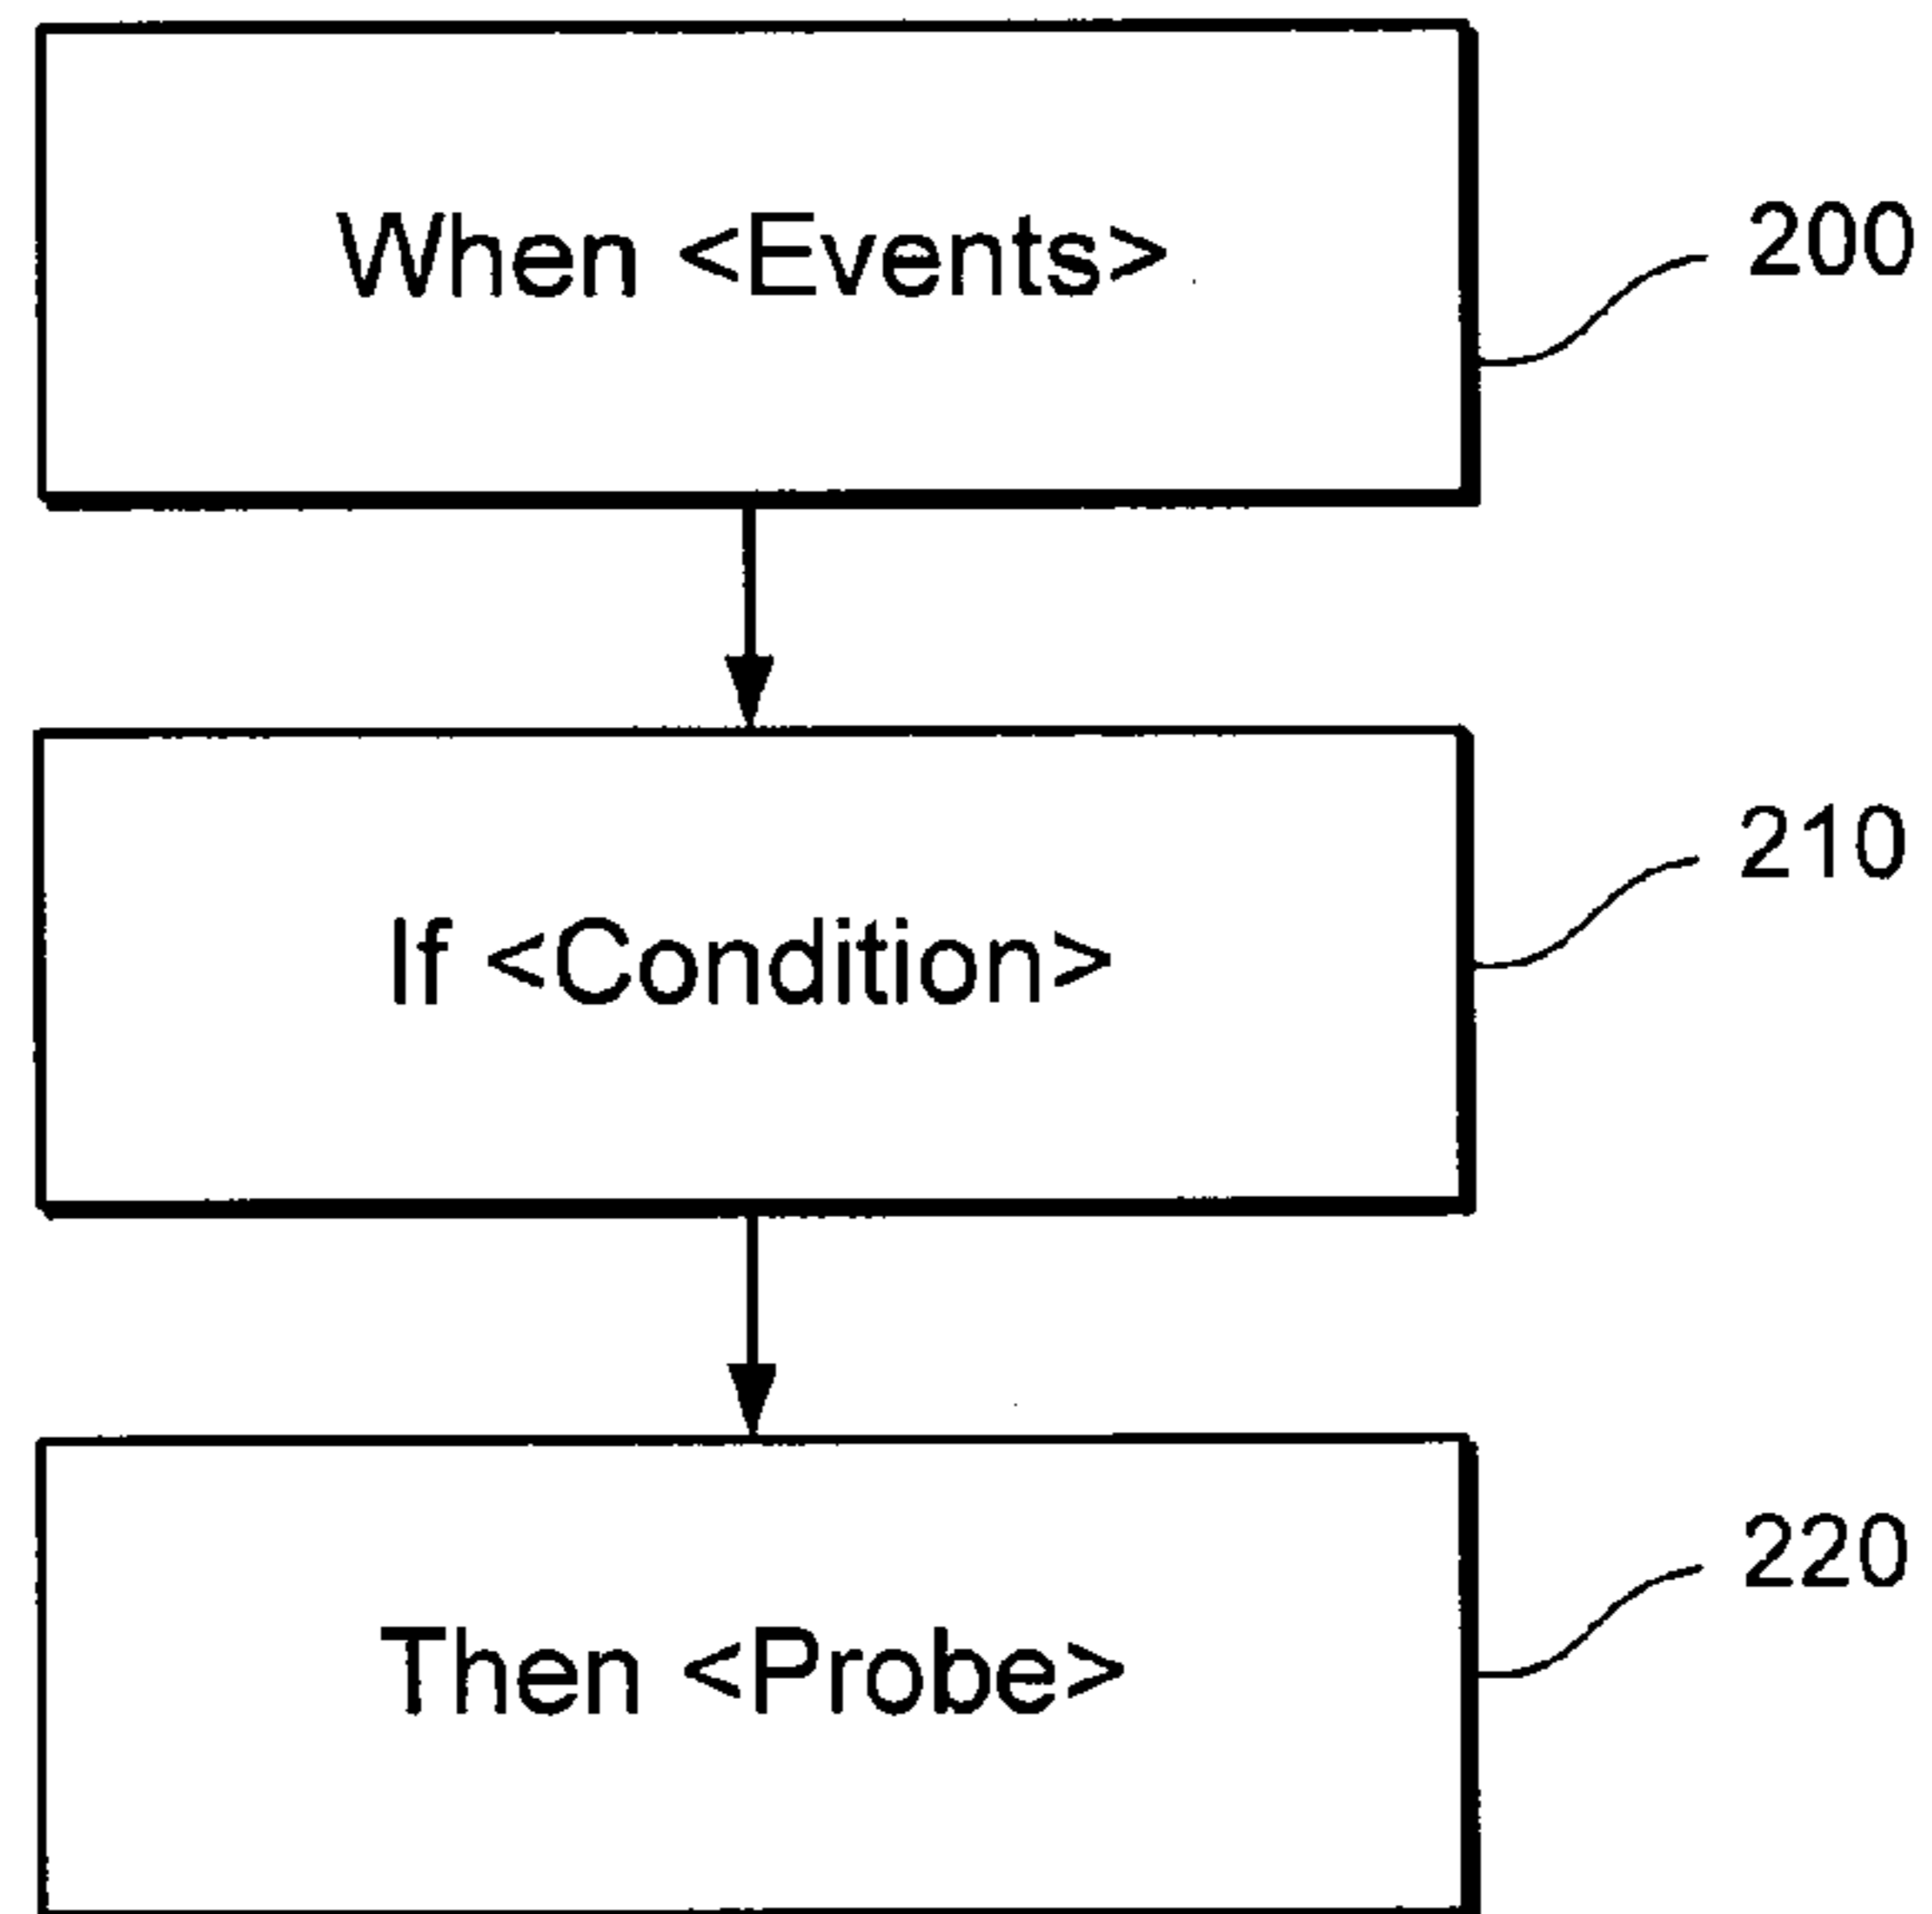 When <Events>
200
If <Condition>
210
Then <Probe>
220